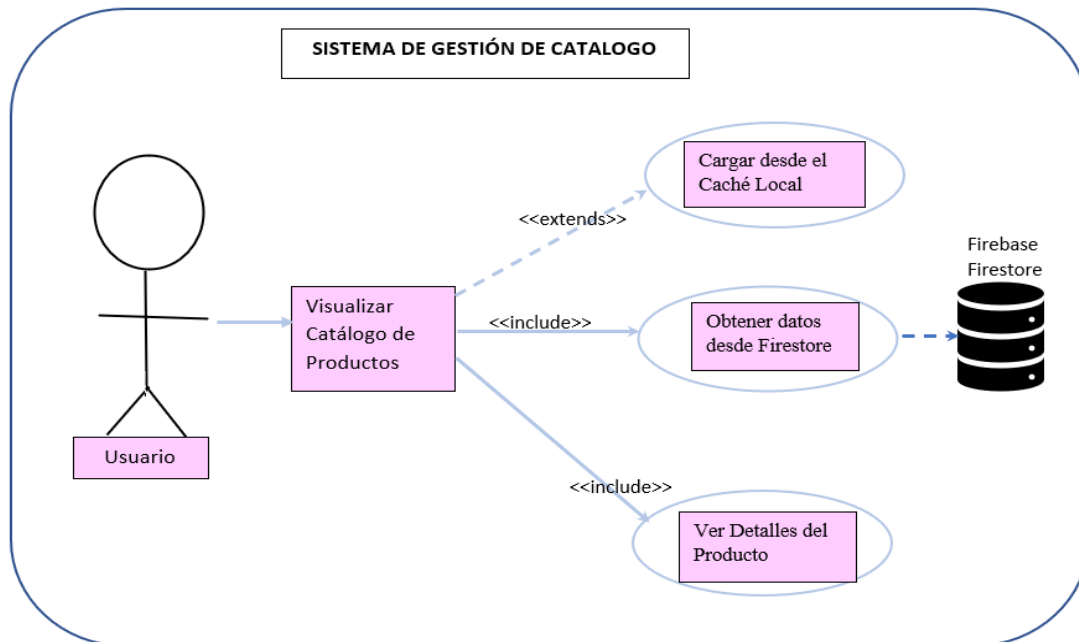 SISTEMA DE GESTIÓN DE CATALOGO
Cargar desde el
Caché Local
<<extends>>
Firebase
Firestore
Visualizar
Catálogo de
Productos
<<include>>
Obtener datos
desde Firestore
Usuario
<<include>>
Ver Detalles del
Producto